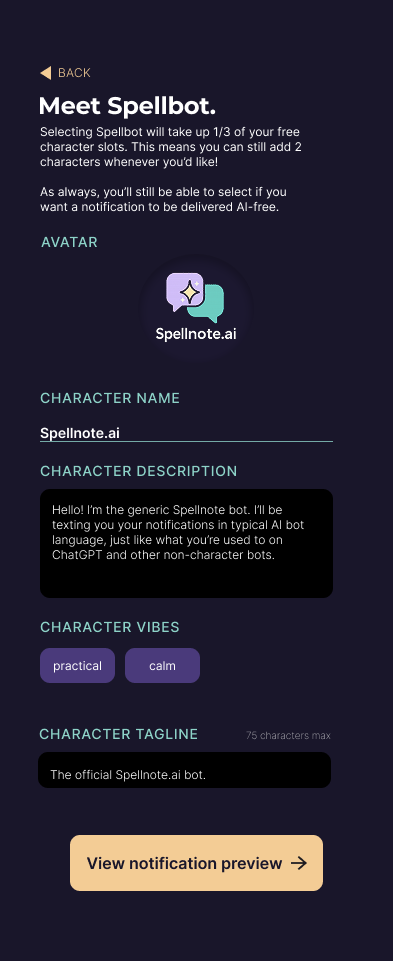 BACK
Meet Spellbot.
Selecting Spellbot will take up 1/3 of your free
character slots. This means you can still add 2
characters whenever you'd like!
As always, you'll still be able to select if you
want a notification to be delivered AI-free.
AVATAR
Spellnote.ai
CHARACTER NAME
Spellnote.ai
CHARACTER DESCRIPTION
Hello! I'm the generic Spellnote bot. I'll be
texting you your notifications in typical AI bot
language, just like what you're used to on
ChatGPT and other non-character bots.
CHARACTER VIBES
practical calm
CHARACTER TAGLINE 75 characters max
The official Spellnote.ai bot.
View notification preview →